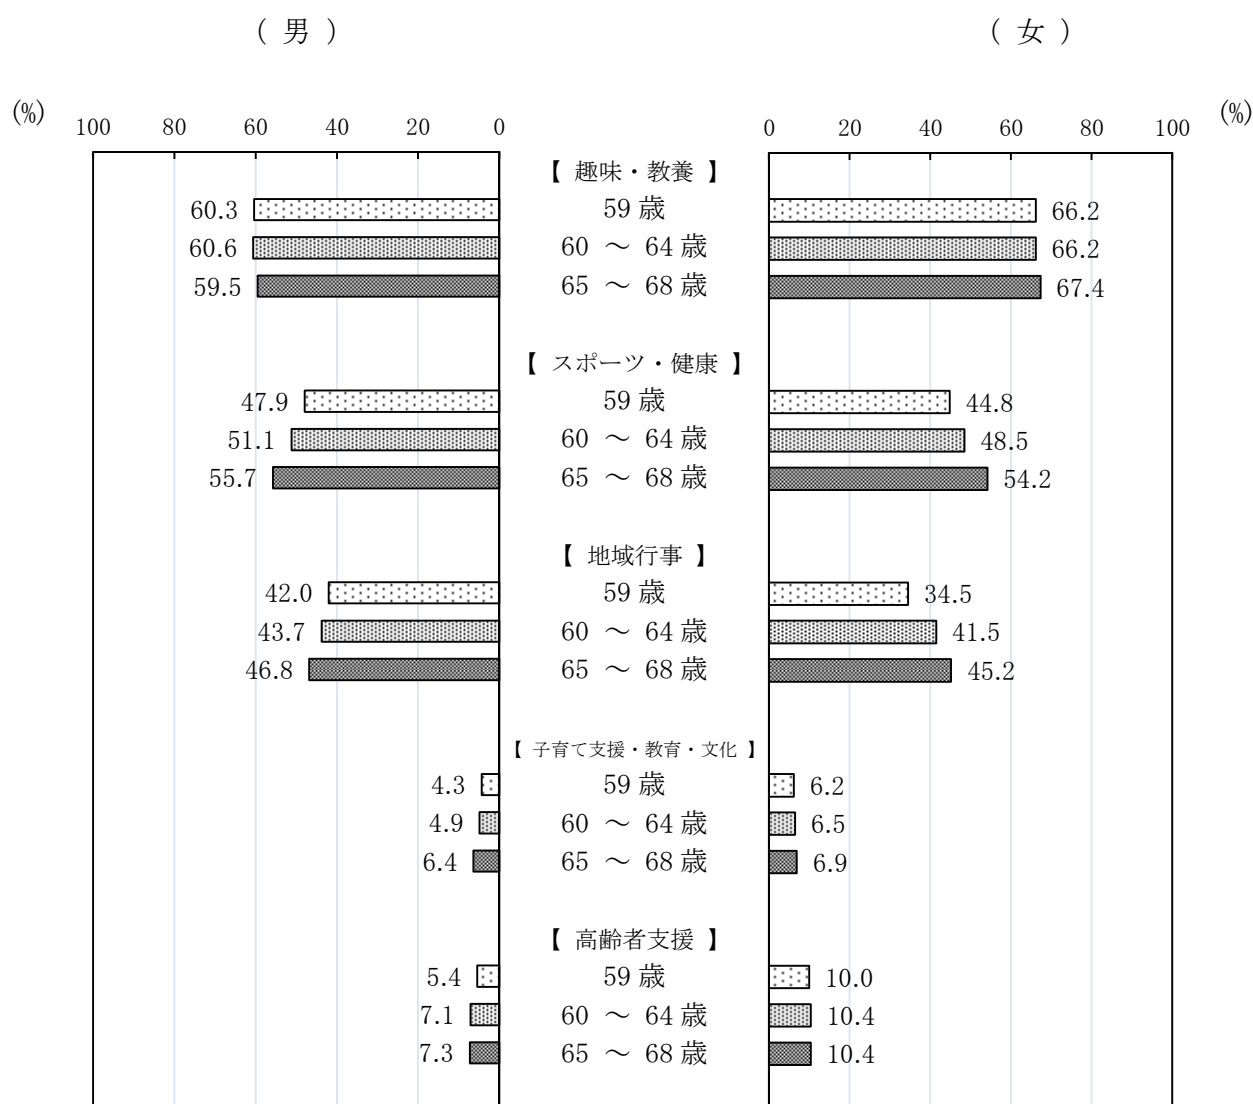 （ 男 ） （ 女 ）
(%) 100 80 60 40 20 0 0 20 40 60 80 100 (%)
【 趣味・教養 】
60.3 59 歳 66.2
60.6 60 ～ 64 歳 66.2
59.5 65 ～ 68 歳 67.4
【 スポーツ・健康 】
47.9 59 歳 44.8
51.1 60 ～ 64 歳 48.5
55.7 65 ～ 68 歳 54.2
【 地域行事 】
42.0 59 歳 34.5
43.7 60 ～ 64 歳 41.5
46.8 65 ～ 68 歳 45.2
【 子育て支援・教育・文化 】
4.3 59 歳 6.2
4.9 60 ～ 64 歳 6.5
6.4 65 ～ 68 歳 6.9
【 高齢者支援 】
5.4 59 歳 10.0
7.1 60 ～ 64 歳 10.4
7.3 65 ～ 68 歳 10.4